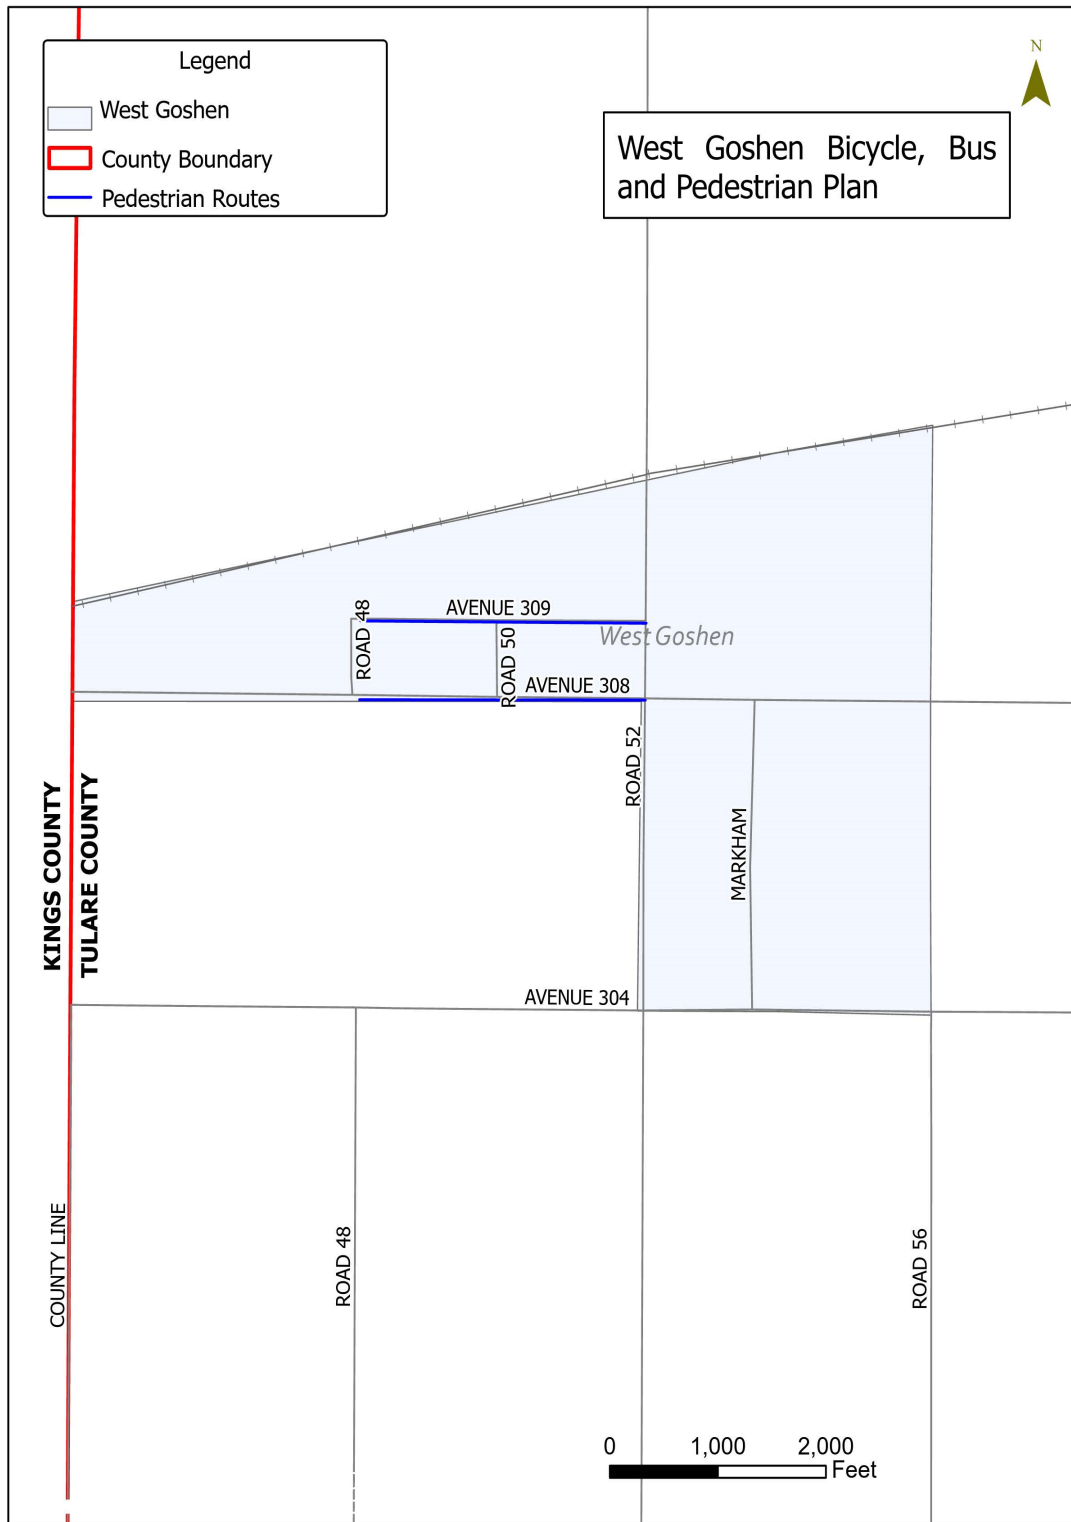 N
Legend
West Goshen
County Boundary
Pedestrian Routes
West Goshen Bicycle, Bus
and Pedestrian Plan
AVENUE 309
ROAD 48
ROAD 50
West Goshen
AVENUE 308
ROAD 52
MARKHAM
KINGS COUNTY
TULARE COUNTY
AVENUE 304
COUNTY LINE
ROAD 48
ROAD 56
0 1,000 2,000
Feet